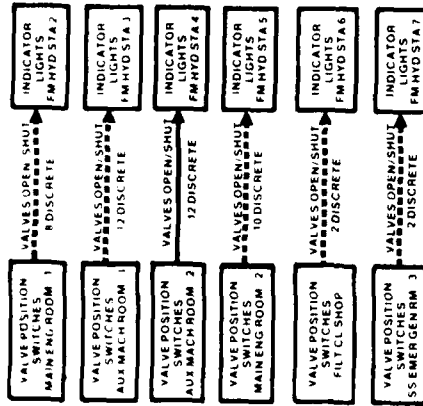 VALVE POSITION
SWITCHES
MAIN ENG ROOM 1
VALVES OPEN/SHUT
8 DISCRETE
INDICATOR
LIGHTS
FM HYD STA 2
VALVE POSITION
SWITCHES
AUX MACH ROOM 1
VALVES OPEN/SHUT
12 DISCRETE
INDICATOR
LIGHTS
FM HYD STA 3
VALVE POSITION
SWITCHES
AUX MACH ROOM 2
VALVES OPEN/SHUT
12 DISCRETE
INDICATOR
LIGHTS
FM HYD STA 4
VALVE POSITION
SWITCHES
MAIN ENG ROOM 2
VALVES OPEN/SHUT
10 DISCRETE
INDICATOR
LIGHTS
FM HYD STA 5
VALVE POSITION
SWITCHES
FILT CL SHOP
VALVES OPEN/SHUT
2 DISCRETE
INDICATOR
LIGHTS
FM HYD STA 6
VALVE POSITION
SWITCHES
SS EMER GEN RM 3
VALVES OPEN/SHUT
2 DISCRETE
INDICATOR
LIGHTS
FM HYD STA 7